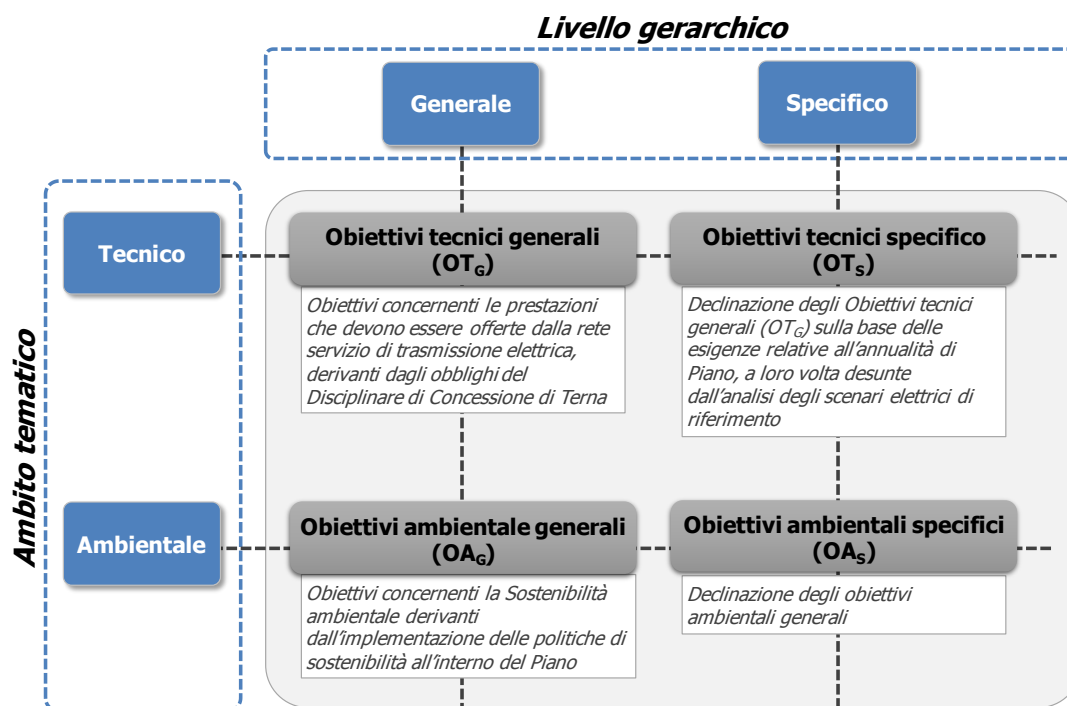 Livello gerarchico
Generale
Specifico
Ambito tematico
Tecnico
Obiettivi tecnici generali
(OTG)
Obiettivi concernenti le prestazioni
che devono essere offerte dalla rete
servizio di trasmissione elettrica,
derivanti dagli obblighi del
Disciplinare di Concessione di Terna
Obiettivi tecnici specifico
(OTS)
Declinazione degli Obiettivi tecnici
generali (OTG) sulla base delle
esigenze relative all'annualità di
Piano, a loro volta desunte
dall'analisi degli scenari elettrici di
riferimento
Ambientale
Obiettivi ambientale generali
(OAG)
Obiettivi concernenti la Sostenibilità
ambientale derivanti
dall'implementazione delle politiche di
sostenibilità all'interno del Piano
Obiettivi ambientali specifici
(OAS)
Declinazione degli obiettivi
ambientali generali